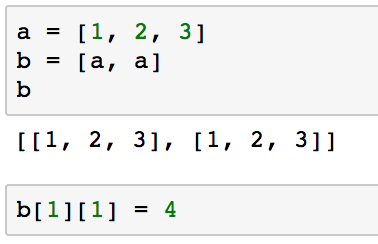 a = [1, 2, 3]
b = [a, a]
b
[[1, 2, 3], [1, 2, 3]]
b[1][1] = 4